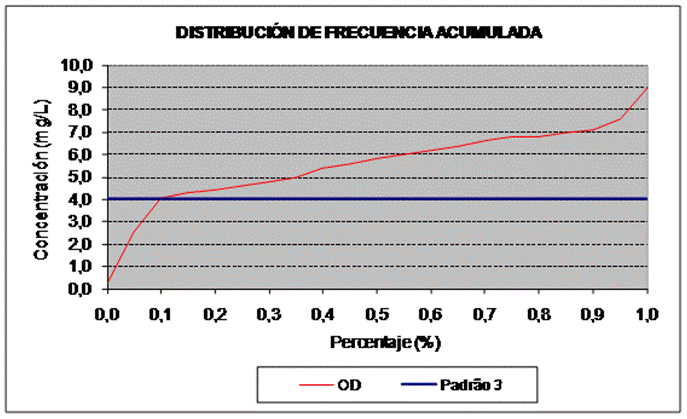 DISTRIBUCIÓN DE FRECUENCIA ACUMULADA
Concentración (mg/L)
10,0
9,0
8,0
7,0
6,0
5,0
4,0
3,0
2,0
1,0
0,0
0,0 0,1 0,2 0,3 0,4 0,5 0,6 0,7 0,8 0,9 1,0
Percentaje (%)
OD Padrão 3